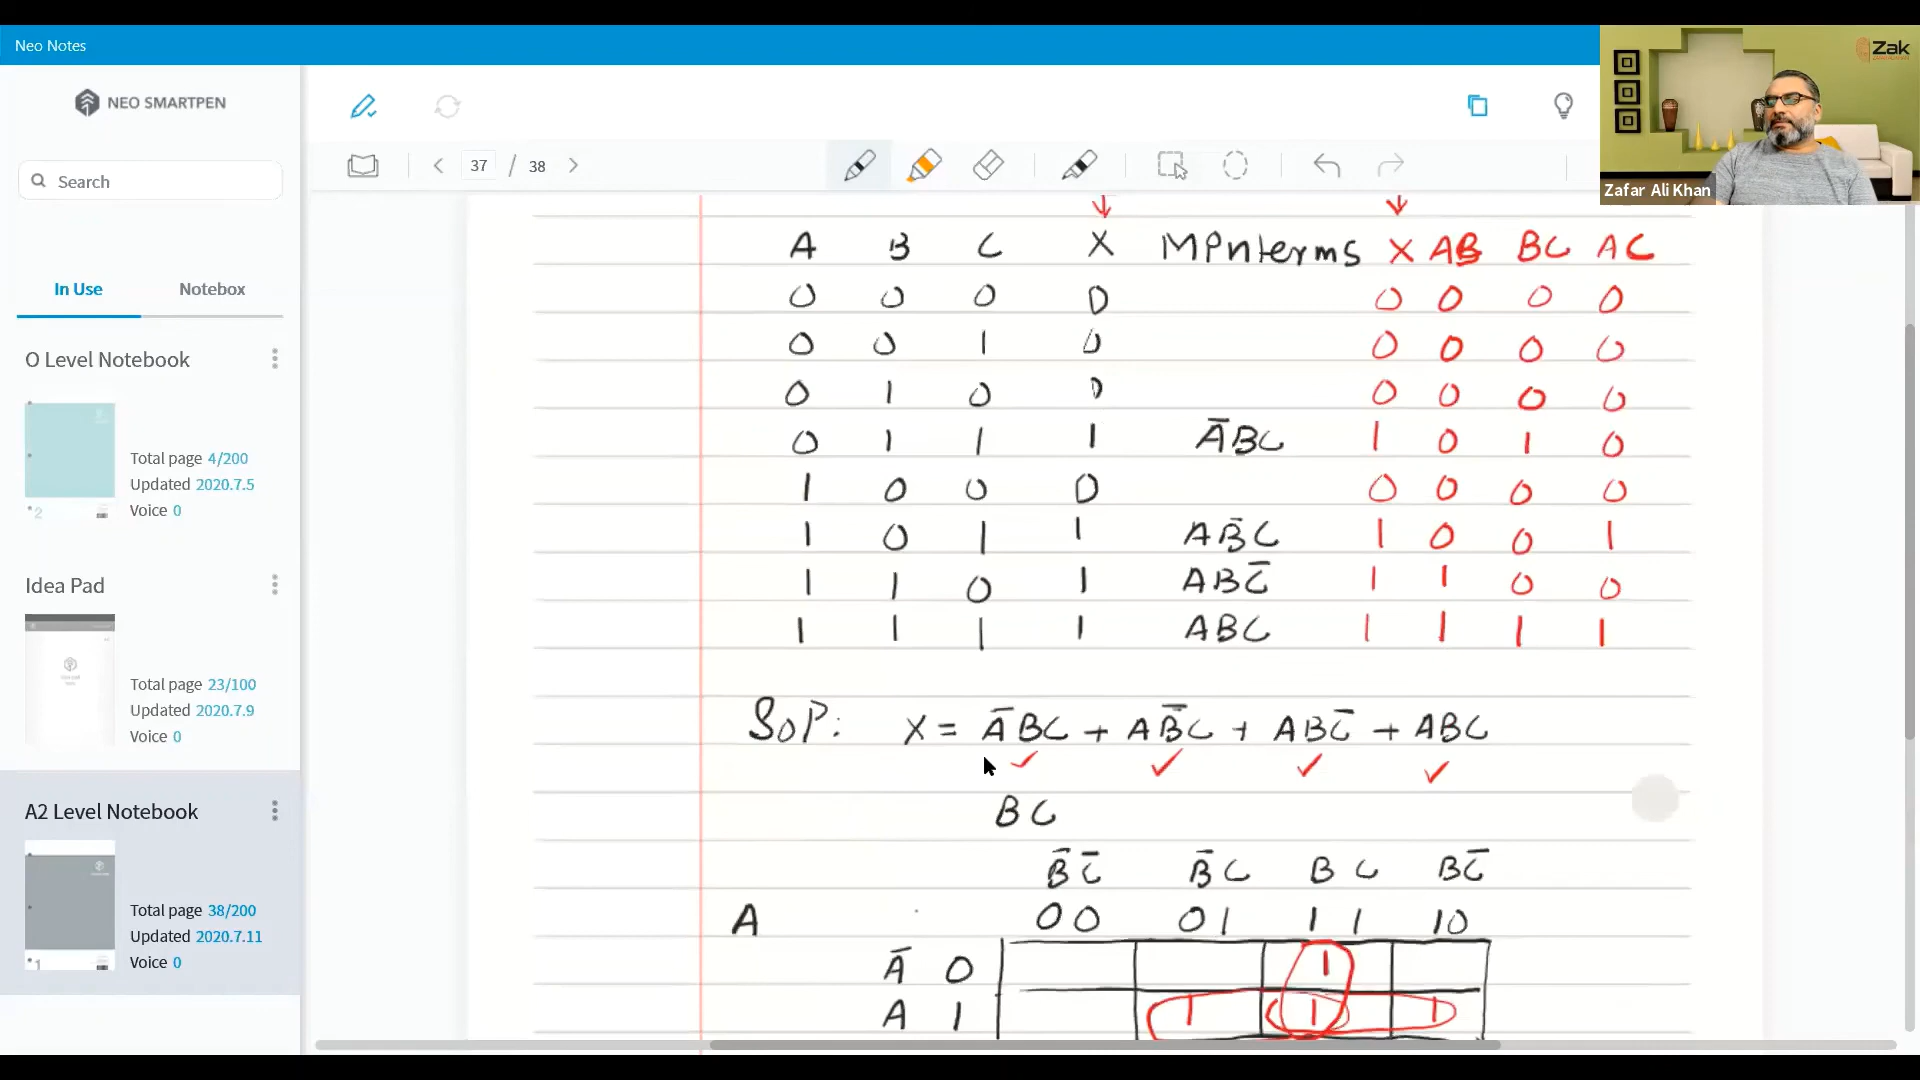 Neo Notes
Zak
NEO SMARTPEN
37 / 38
Search
Zafar Ali Khan
In Use Notebox
O Level Notebook
Total page 4/200
Updated 2020.7.5
Voice 0
Idea Pad
Total page 23/100
Updated 2020.7.9
Voice 0
A2 Level Notebook
Total page 38/200
Updated 2020.7.11
Voice 0
A B C X Minterms X AB BC AC
0 0 0 0 0 0 0 0
0 0 1 0 0 0 0 0
0 1 0 0 0 0 0 0
0 1 1 1 A̅BC 1 0 1 0
1 0 0 0 0 0 0 0
1 0 1 1 AB̅C 1 0 0 1
1 1 0 1 ABC̅ 1 1 0 0
1 1 1 1 ABC 1 1 1 1
SOP: X = A̅BC + AB̅C + ABC̅ + ABC
✓ ✓ ✓ ✓
BC
B̅C̅ B̅C BC BC̅
A 00 01 11 10
A̅ 0 1
A 1 1 1 1